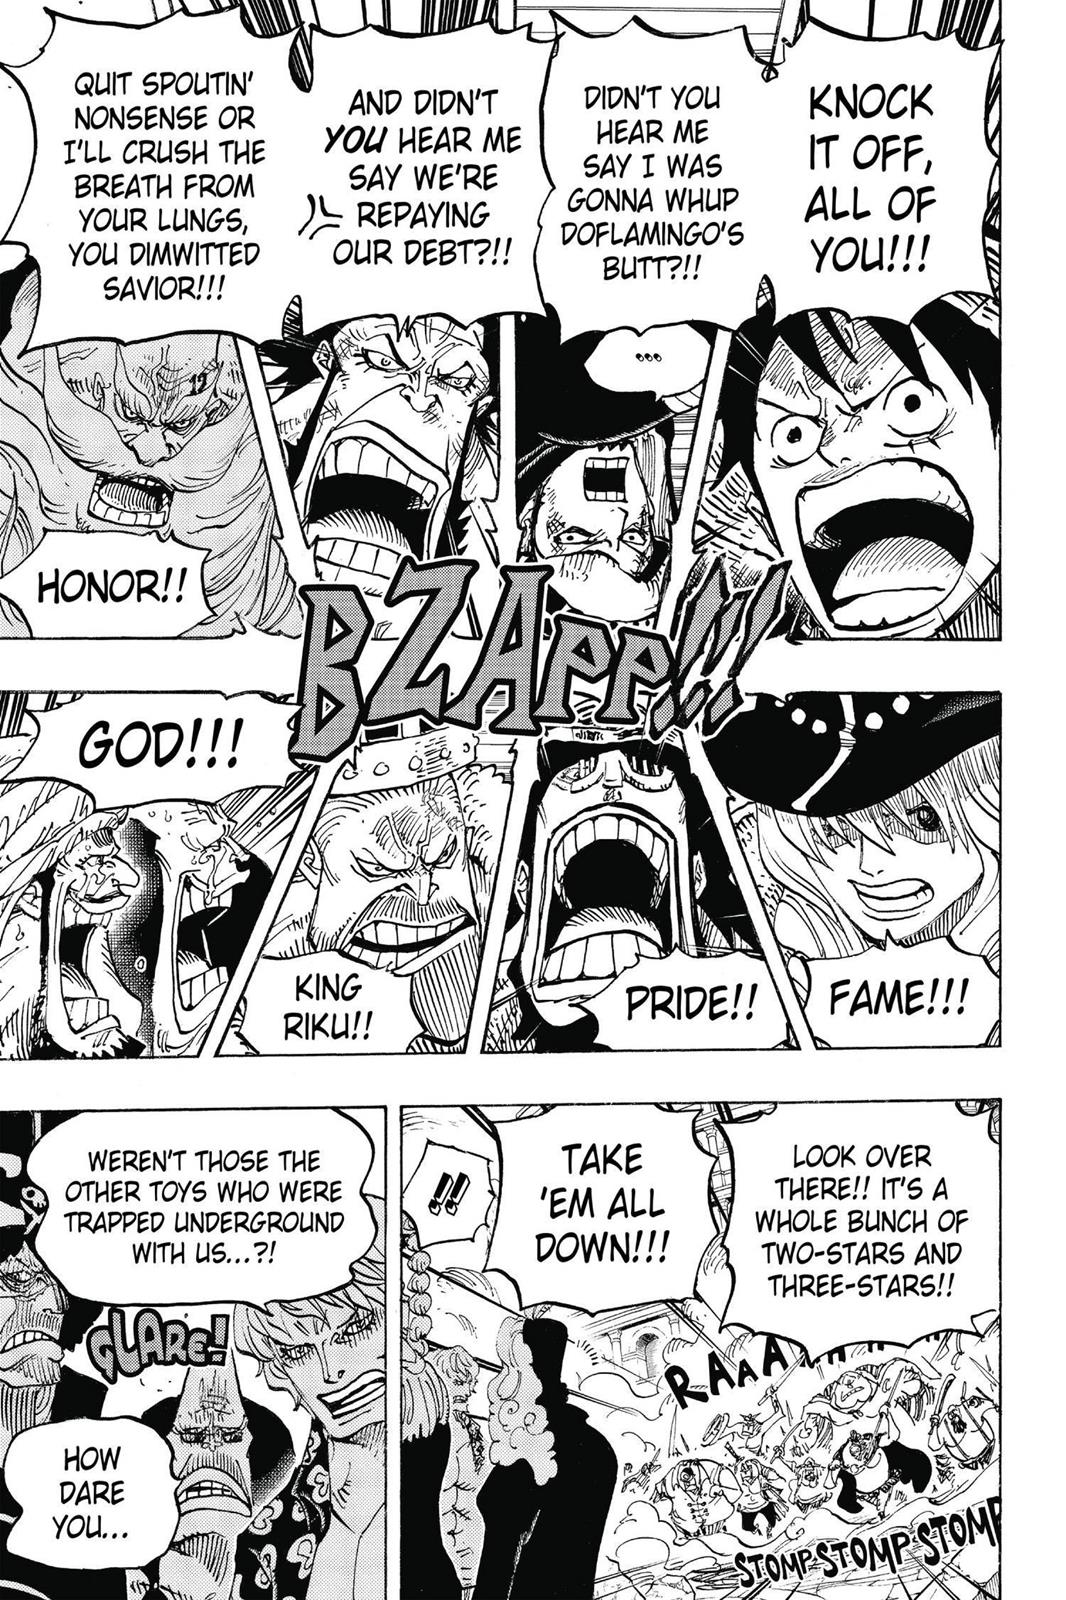 KNOCK
IT OFF,
ALL OF
YOU!!!
DIDN'T YOU
HEAR ME
SAY I WAS
GONNA WHUP
DOFLAMINGO'S
BUTT?!!
AND DIDN'T
YOU HEAR ME
SAY WE'RE
REPAYING
OUR DEBT?!!
QUIT SPOUTIN'
NONSENSE OR
I'LL CRUSH THE
BREATH FROM
YOUR LUNGS,
YOU DIMWITTED
SAVIOR!!!
...
12
HONOR!!
BZAPP!!!
FAME!!!
PRIDE!!
KING
RIKU!!
GOD!!!
LOOK OVER
THERE!! IT'S A
WHOLE BUNCH OF
TWO-STARS AND
THREE-STARS!!
TAKE
'EM ALL
DOWN!!!
!!
RAAAAAAA
STOMP STOMP STOMP
WEREN'T THOSE THE
OTHER TOYS WHO WERE
TRAPPED UNDERGROUND
WITH US...?!
GLARE!
HOW
DARE
YOU...